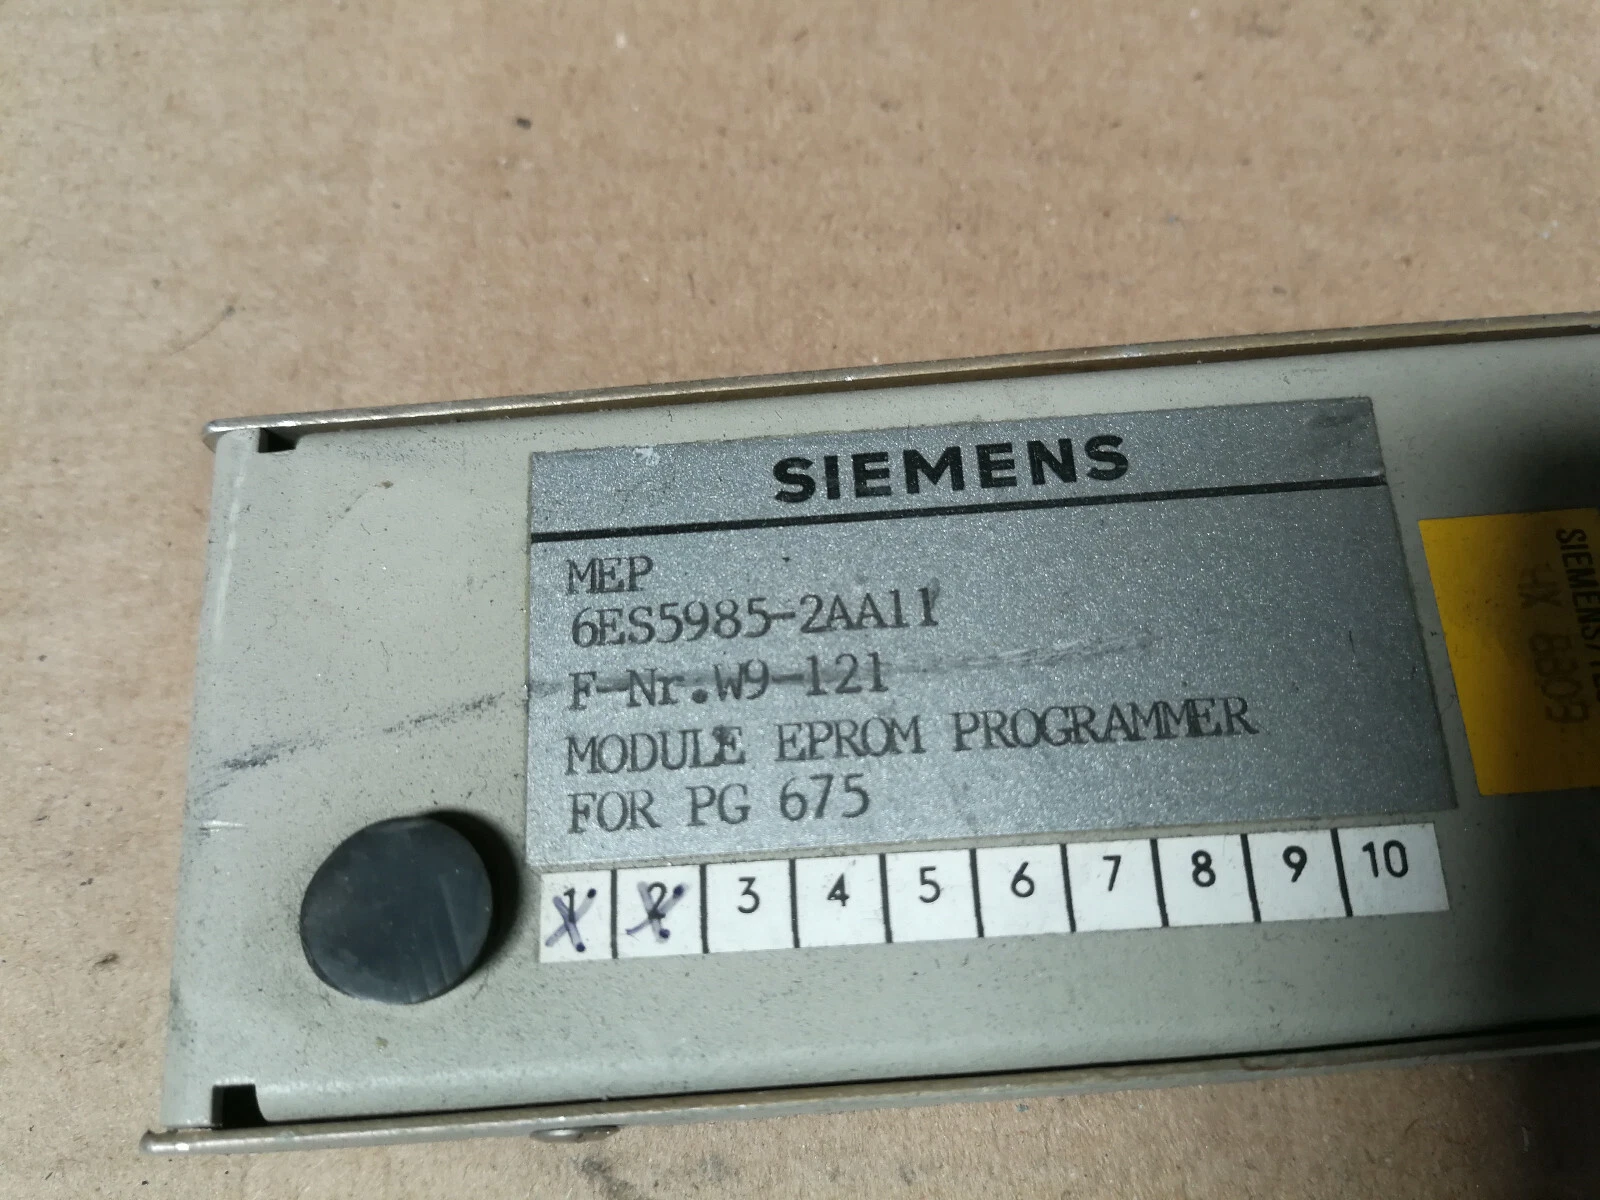 SIEMENS
MEP
6ES5985-2AA11
F-Nr.W9-121
MODULE EPROM PROGRAMMER
FOR PG 675
1 2 3 4 5 6 7 8 9 10